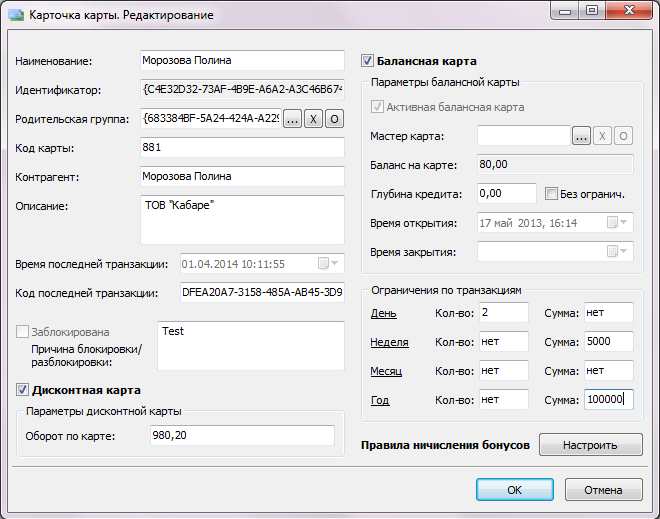 Карточка карты. Редактирование
Наименование: Морозова Полина
Идентификатор: {C4E32D32-73AF-4B9E-A6A2-A3C46B674
Родительская группа: {683384BF-5A24-424A-A229 ... X O
Код карты: 881
Контрагент: Морозова Полина
Описание: ТОВ "Кабаре"
Время последней транзакции: 01.04.2014 10:11:55
Код последней транзакции: DFEA20A7-3158-485A-AB45-3D9
Заблокирована
Причина блокировки/
разблокировки:
Test
Дисконтная карта
Параметры дисконтной карты
Оборот по карте: 980,20
Балансная карта
Параметры балансной карты
Активная балансная карта
Мастер карта: ... X O
Баланс на карте: 80,00
Глубина кредита: 0,00 Без огранич.
Время открытия: 17 май 2013, 16:14
Время закрытия:
Ограничения по транзакциям
День Кол-во: 2 Сумма: нет
Неделя Кол-во: нет Сумма: 5000
Месяц Кол-во: нет Сумма: нет
Год Кол-во: нет Сумма: 100000
Правила ничисления бонусов Настроить
OK Отмена